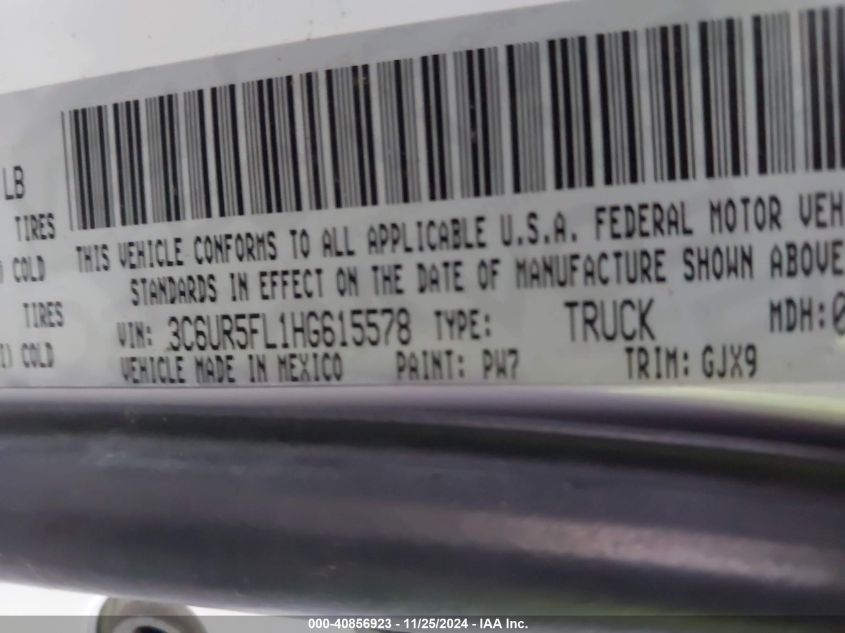 LB
TIRES
COLD
TIRES
COLD
THIS VEHICLE CONFORMS TO ALL APPLICABLE U.S.A. FEDERAL MOTOR VEH
STANDARDS IN EFFECT ON THE DATE OF MANUFACTURE SHOWN ABOVE
VIN: 3C6UR5FL1HG615578 TYPE: TRUCK MDH:0
VEHICLE MADE IN MEXICO PAINT: PW7 TRIM: GJX9
000-40856923 - 11/25/2024 - IAA Inc.